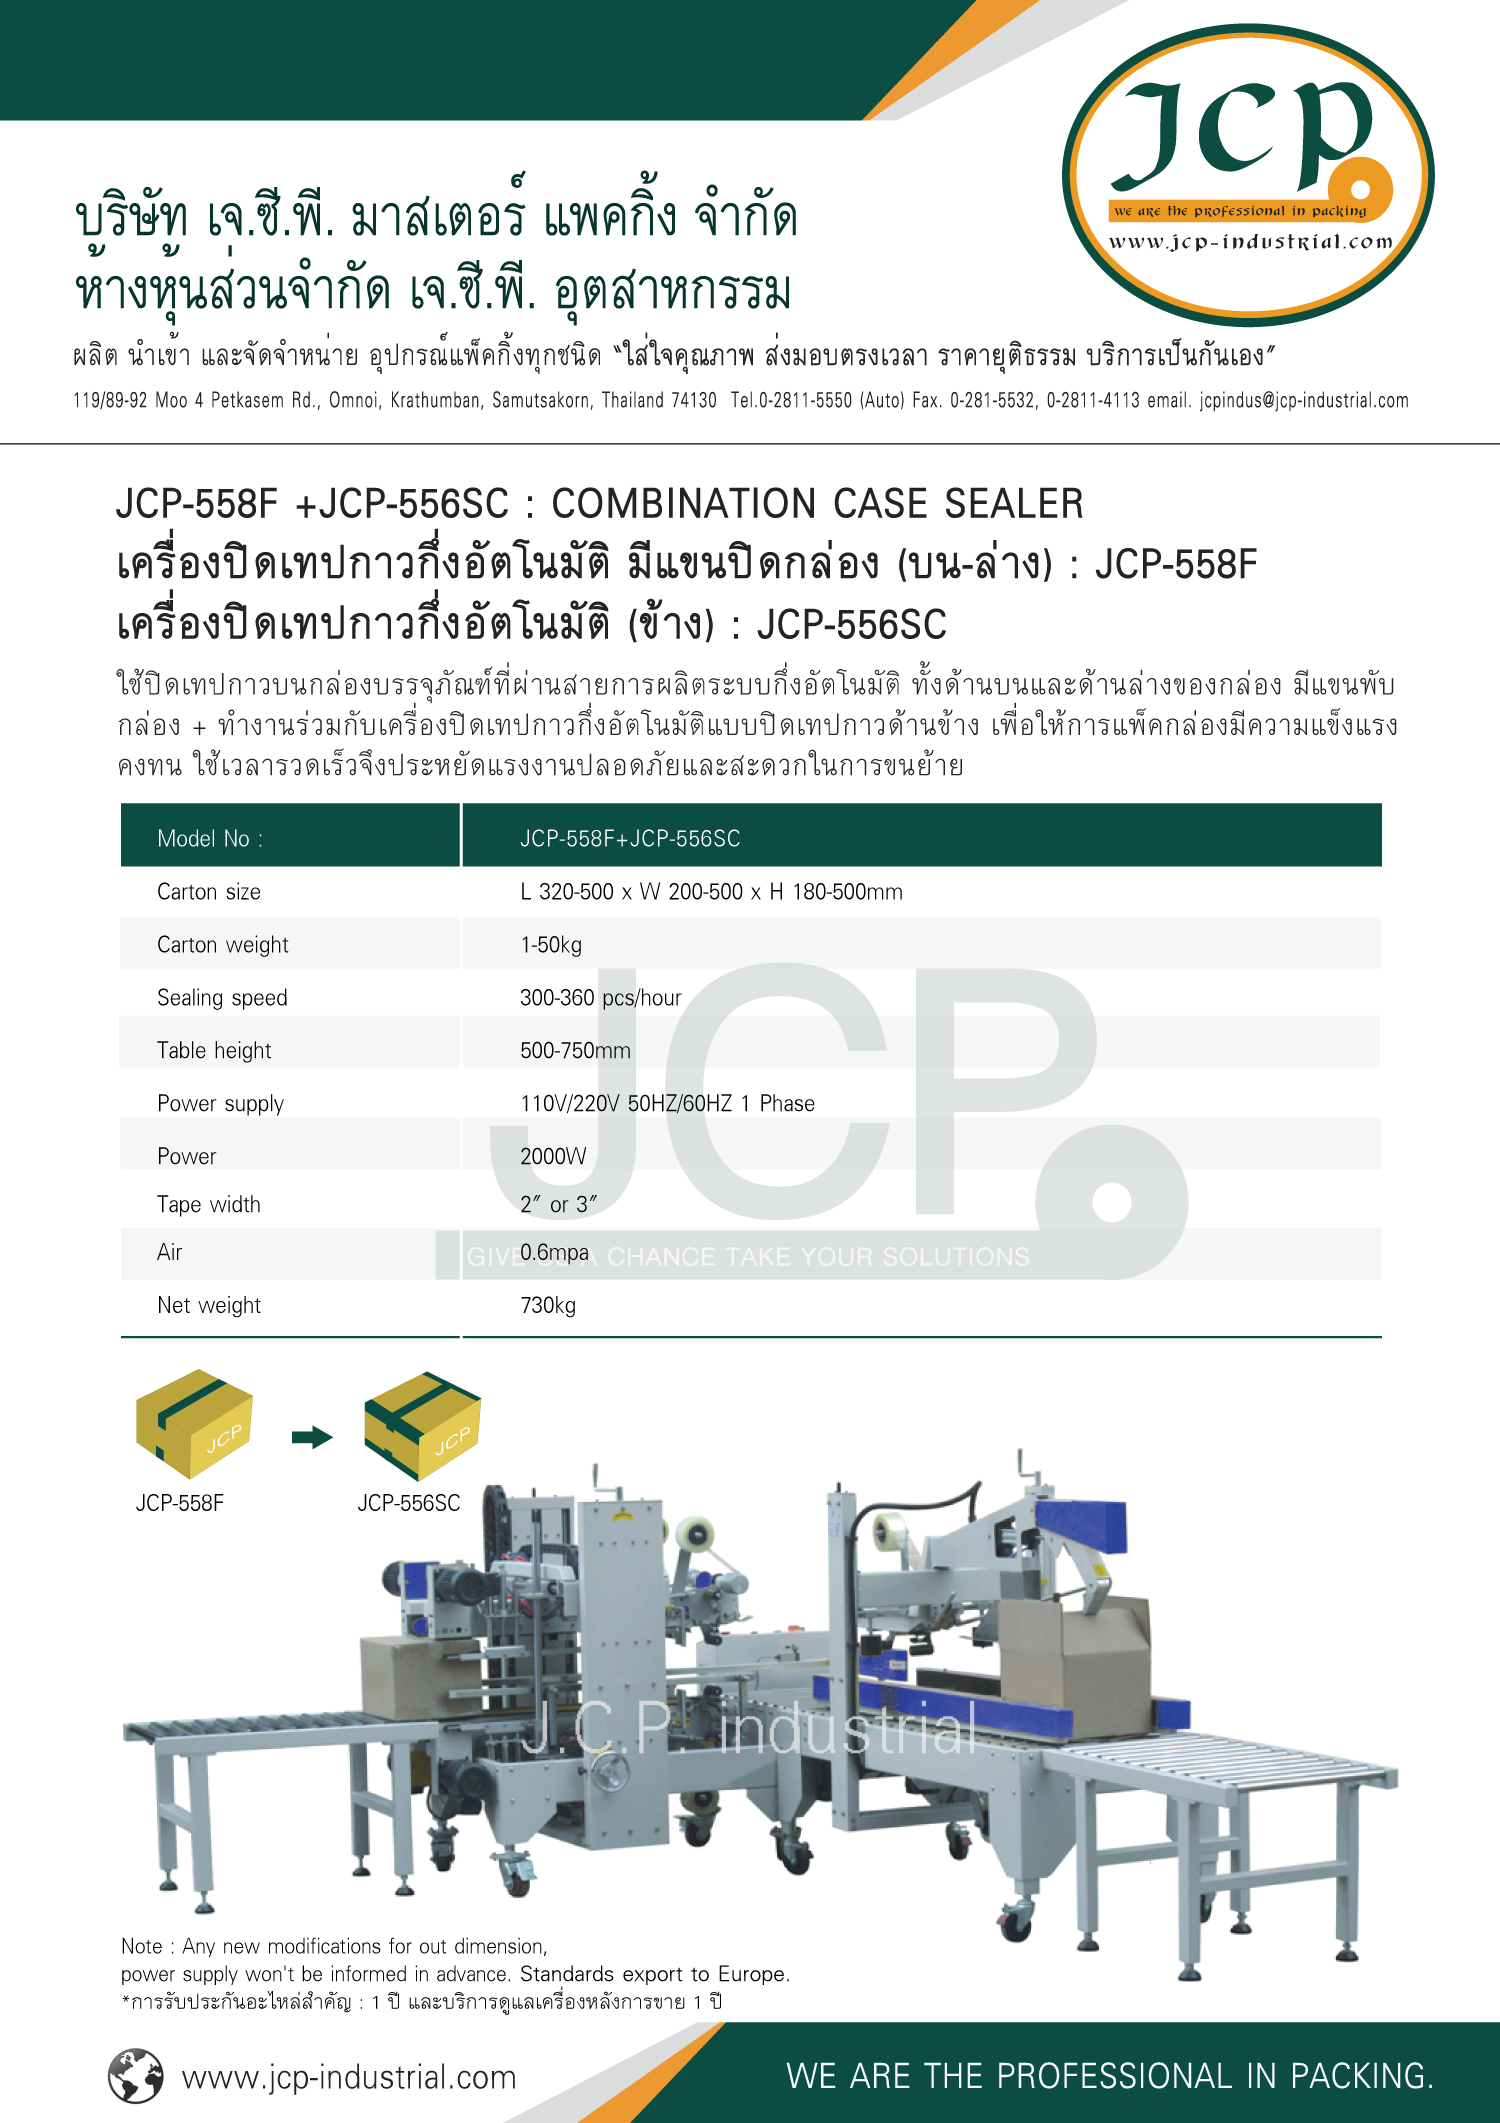 JCP
we are the professional in packing
www.jcp-industrial.com
บริษัท เจ.ซี.พี. มาสเตอร์ แพคกิ้ง จำกัด
ห้างหุ้นส่วนจำกัด เจ.ซี.พี. อุตสาหกรรม
ผลิต นำเข้า และจัดจำหน่าย อุปกรณ์แพ็คกิ้งทุกชนิด "ใส่ใจคุณภาพ ส่งมอบตรงเวลา ราคายุติธรรม บริการเป็นกันเอง"
119/89-92 Moo 4 Petkasem Rd., Omnoi, Krathumban, Samutsakorn, Thailand 74130 Tel.0-2811-5550 (Auto) Fax. 0-281-5532, 0-2811-4113 email. jcpindus@jcp-industrial.com
JCP-558F +JCP-556SC : COMBINATION CASE SEALER
เครื่องปิดเทปกาวกึ่งอัตโนมัติ มีแขนปิดกล่อง (บน-ล่าง) : JCP-558F
เครื่องปิดเทปกาวกึ่งอัตโนมัติ (ข้าง) : JCP-556SC
ใช้ปิดเทปกาวบนกล่องบรรจุภัณฑ์ที่ผ่านสายการผลิตระบบกึ่งอัตโนมัติ ทั้งด้านบนและด้านล่างของกล่อง มีแขนพับ
กล่อง + ทำงานร่วมกับเครื่องปิดเทปกาวกึ่งอัตโนมัติแบบปิดเทปกาวด้านข้าง เพื่อให้การแพ็คกล่องมีความแข็งแรง
คงทน ใช้เวลารวดเร็วจึงประหยัดแรงงานปลอดภัยและสะดวกในการขนย้าย
Model No : JCP-558F+JCP-556SC
Carton size L 320-500 x W 200-500 x H 180-500mm
Carton weight 1-50kg
Sealing speed 300-360 pcs/hour
Table height 500-750mm
Power supply 110V/220V 50HZ/60HZ 1 Phase
Power 2000W
Tape width 2" or 3"
Air 0.6mpa
Net weight 730kg
JCP
GIVE US A CHANCE TAKE YOUR SOLUTIONS
JCP
JCP
JCP-558F
JCP-556SC
J.C.P. industrial
Note : Any new modifications for out dimension,
power supply won't be informed in advance. Standards export to Europe.
*การรับประกันอะไหล่สำคัญ : 1 ปี และบริการดูแลเครื่องหลังการขาย 1 ปี
www.jcp-industrial.com
WE ARE THE PROFESSIONAL IN PACKING.